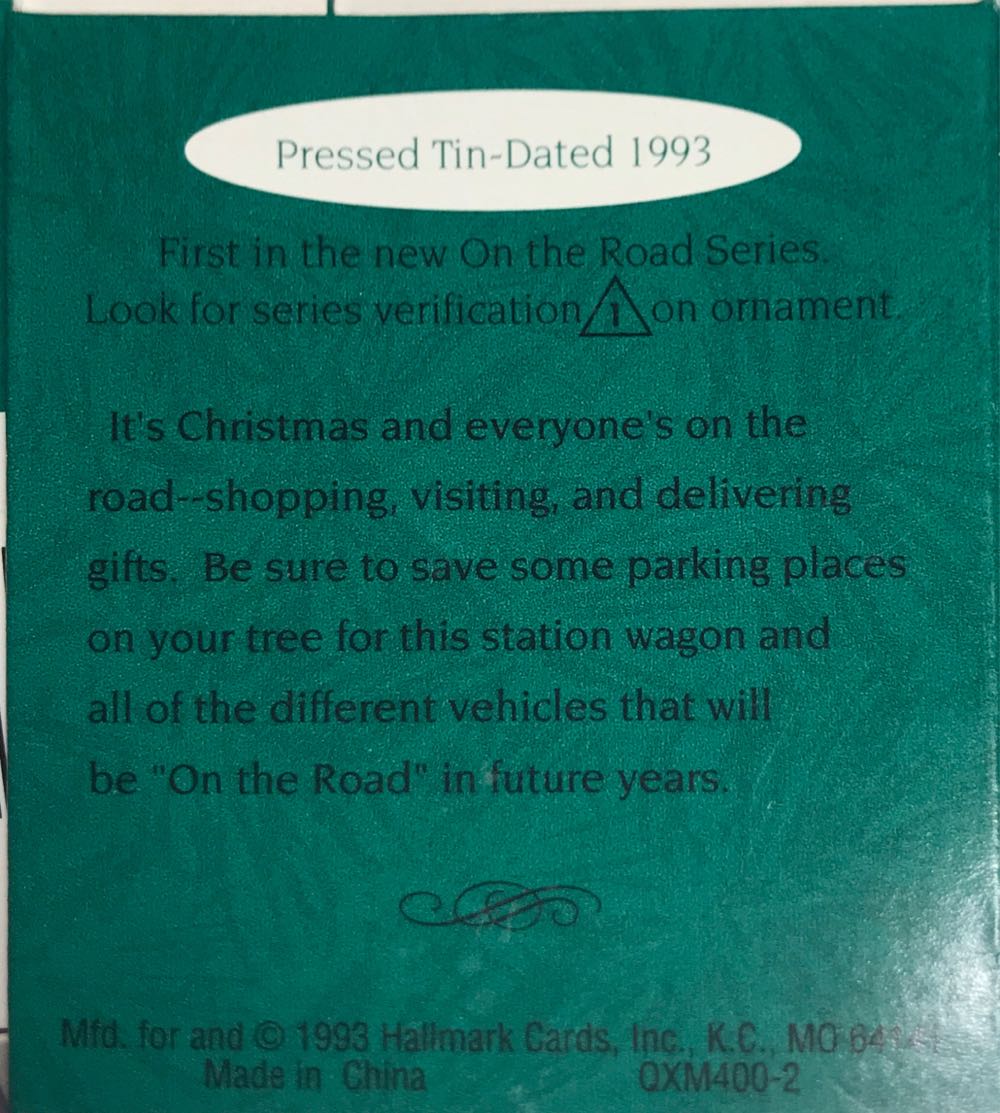 Pressed Tin-Dated 1993
First in the new On the Road Series.
Look for series verification 1 on ornament.
It's Christmas and everyone's on the
road--shopping, visiting, and delivering
gifts. Be sure to save some parking places
on your tree for this station wagon and
all of the different vehicles that will
be "On the Road" in future years.
Mfd. for and © 1993 Hallmark Cards, Inc., K.C., MO 64141
Made in China QXM400-2